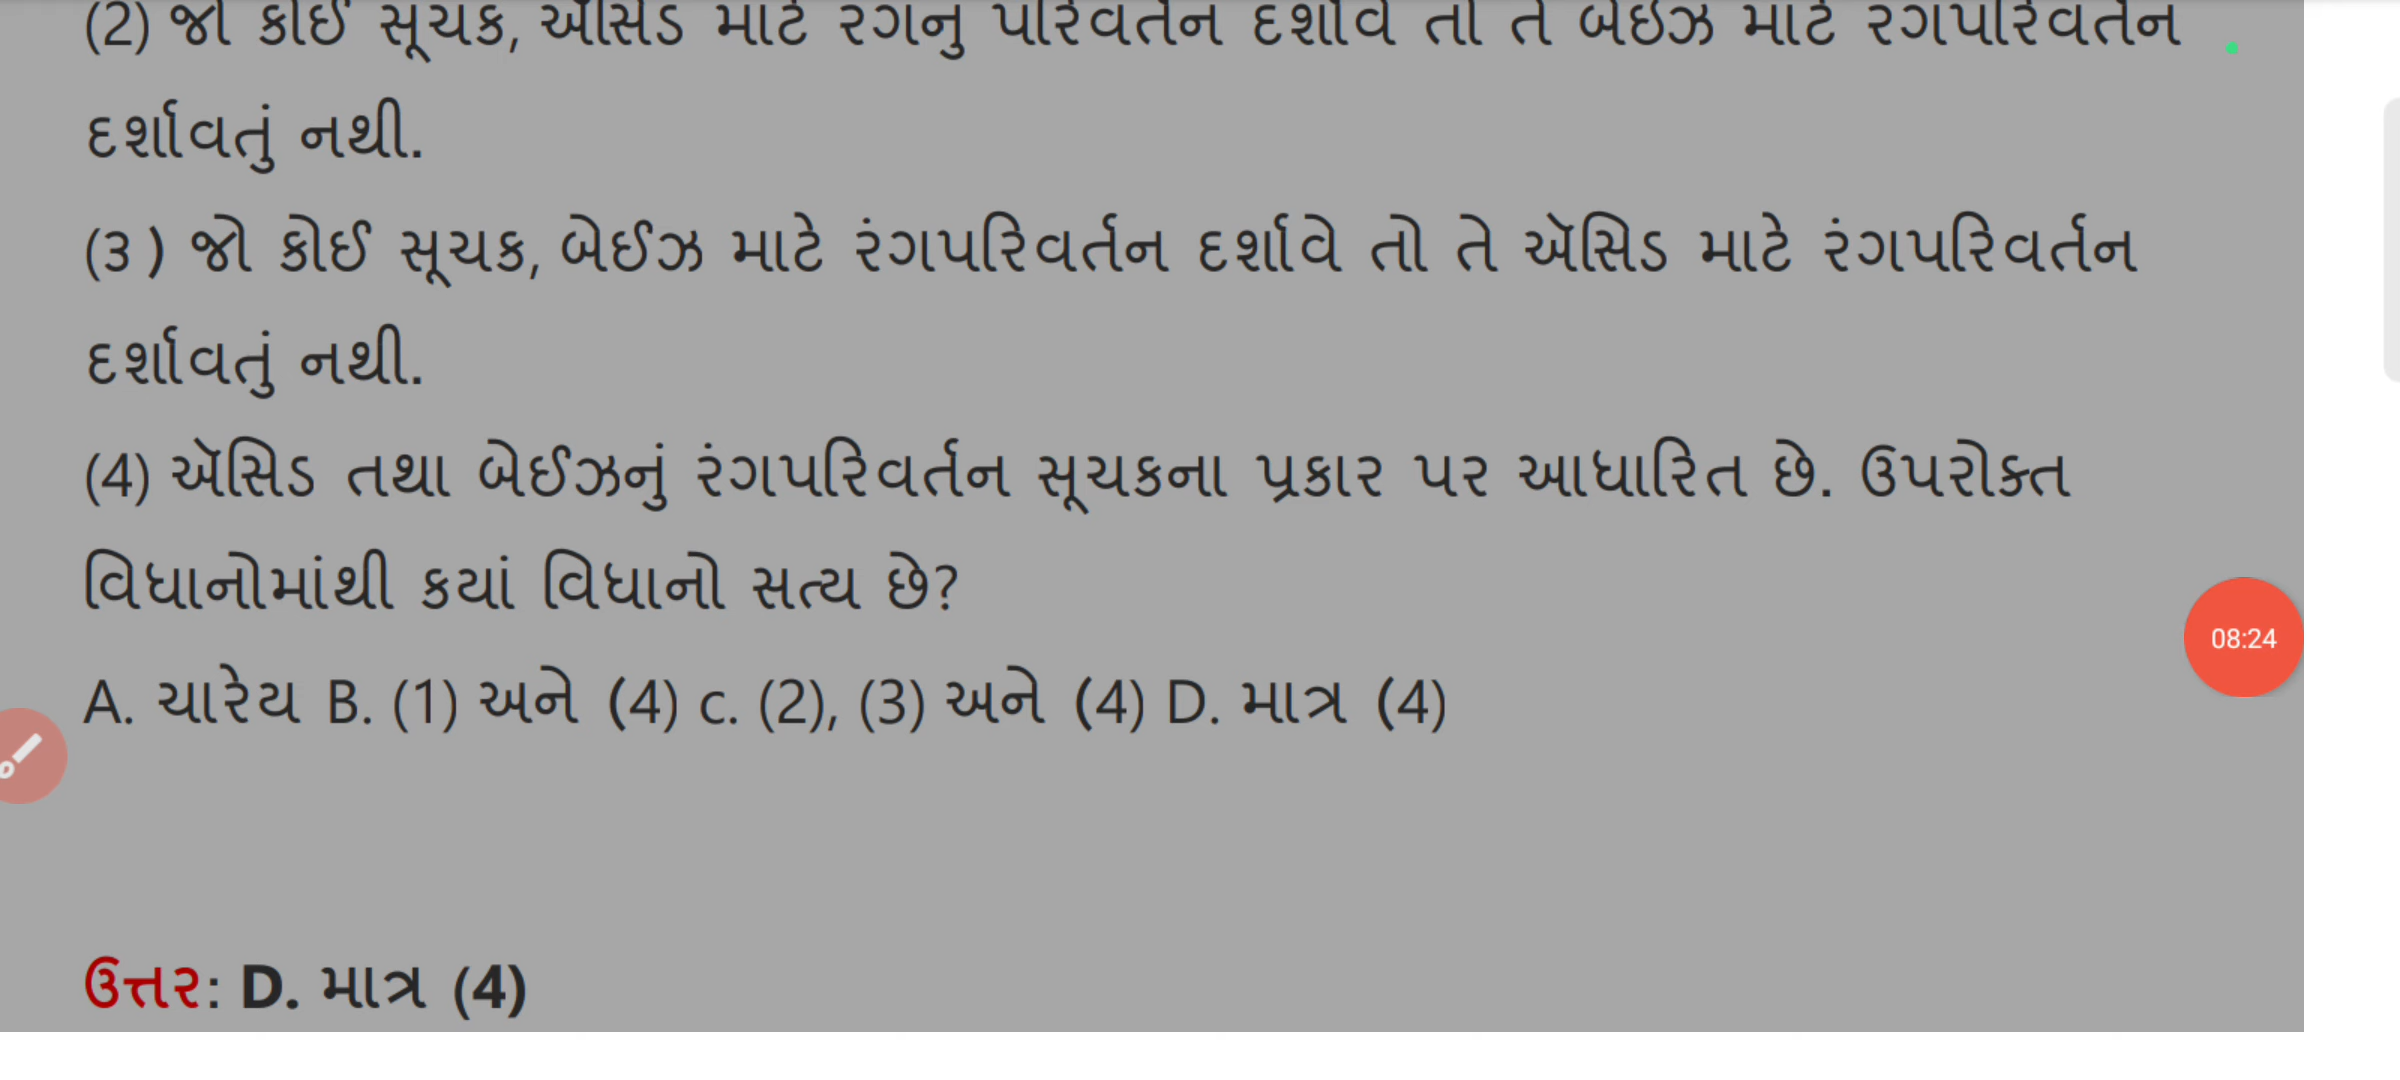 (2) જો કોઈ સૂચક, ઍસિડ માટે રંગનું પરિવર્તન દર્શાવે તો તે બેઇઝ માટે રંગપરિવર્તન
દર્શાવતું નથી.
(૩) જો કોઈ સૂચક, બેઈઝ માટે રંગપરિવર્તન દર્શાવે તો તે ઍસિડ માટે રંગપરિવર્તન
દર્શાવતું નથી.
(4) ઍસિડ તથા બેઈઝનું રંગપરિવર્તન સૂચકના પ્રકાર પર આધારિત છે. ઉપરોક્ત
વિધાનોમાંથી કયાં વિધાનો સત્ય છે?
08:24
A. ચારેય B. (1) અને (4) c. (2), (3) અને (4) D. માત્ર (4)
ઉત્તર: D. માત્ર (4)